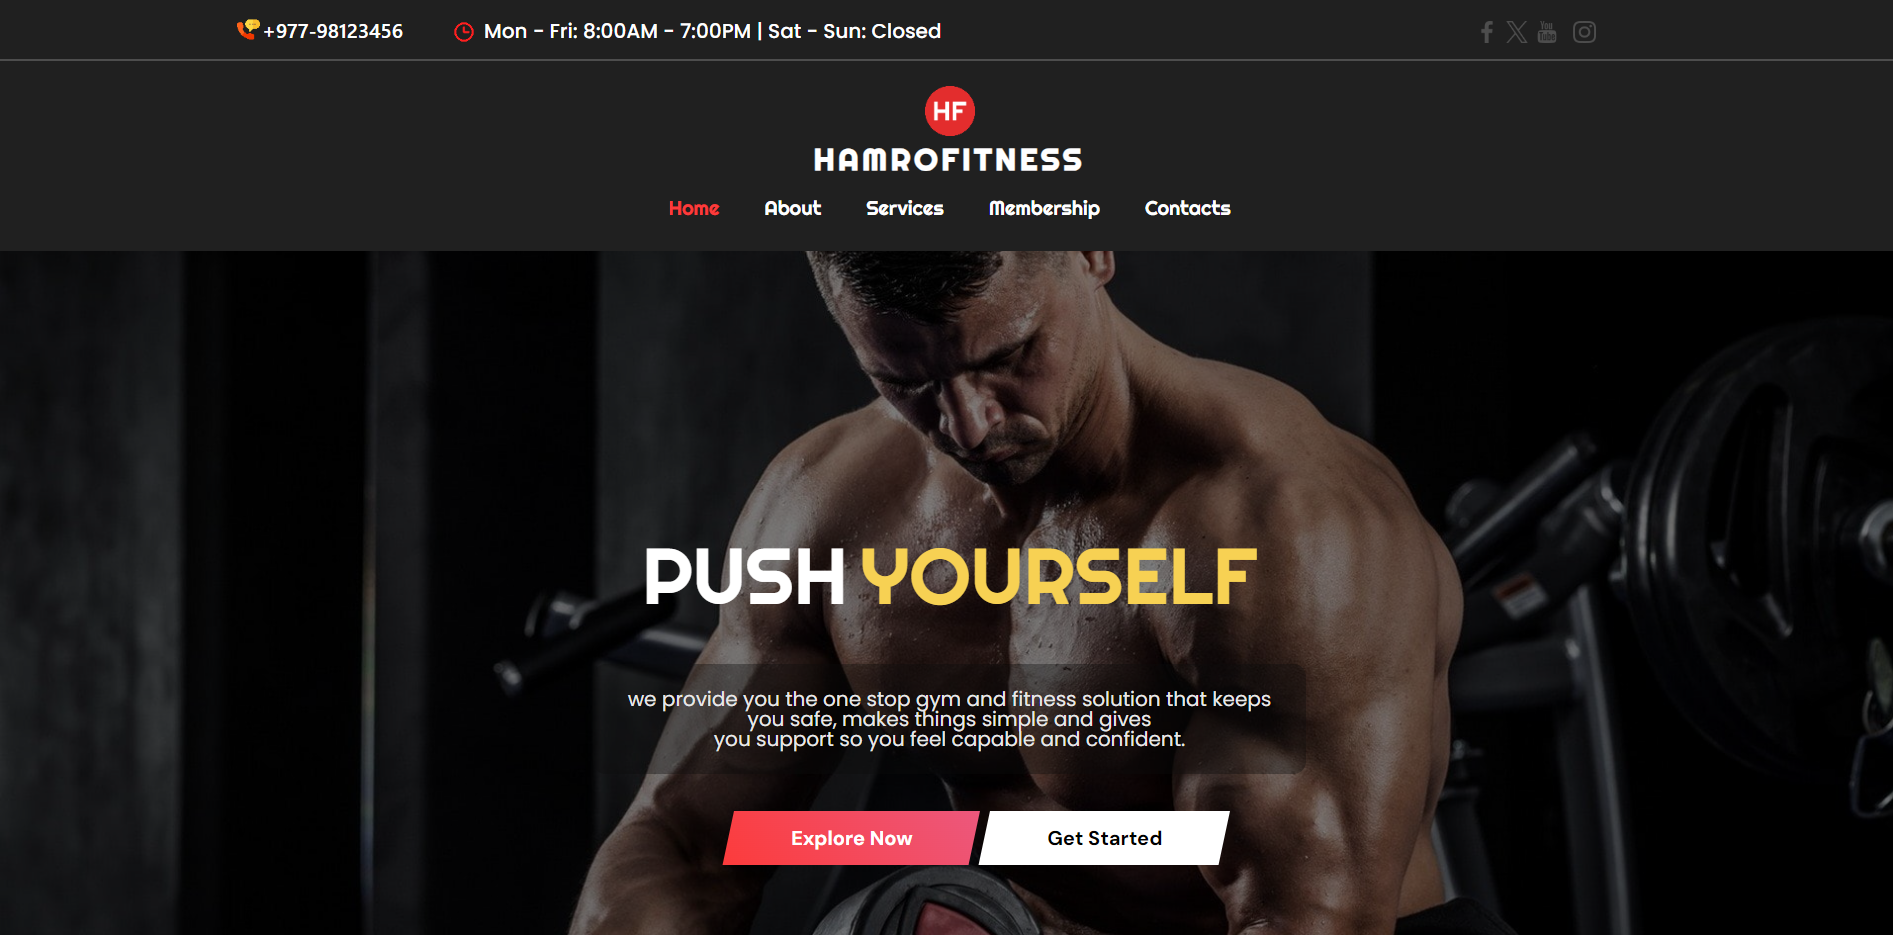 +977-98123456
Mon - Fri: 8:00AM - 7:00PM | Sat - Sun: Closed
You
Tube
HF
HAMROFITNESS
Home About Services Membership Contacts
PUSH YOURSELF
we provide you the one stop gym and fitness solution that keeps
you safe, makes things simple and gives
you support so you feel capable and confident.
Explore Now Get Started